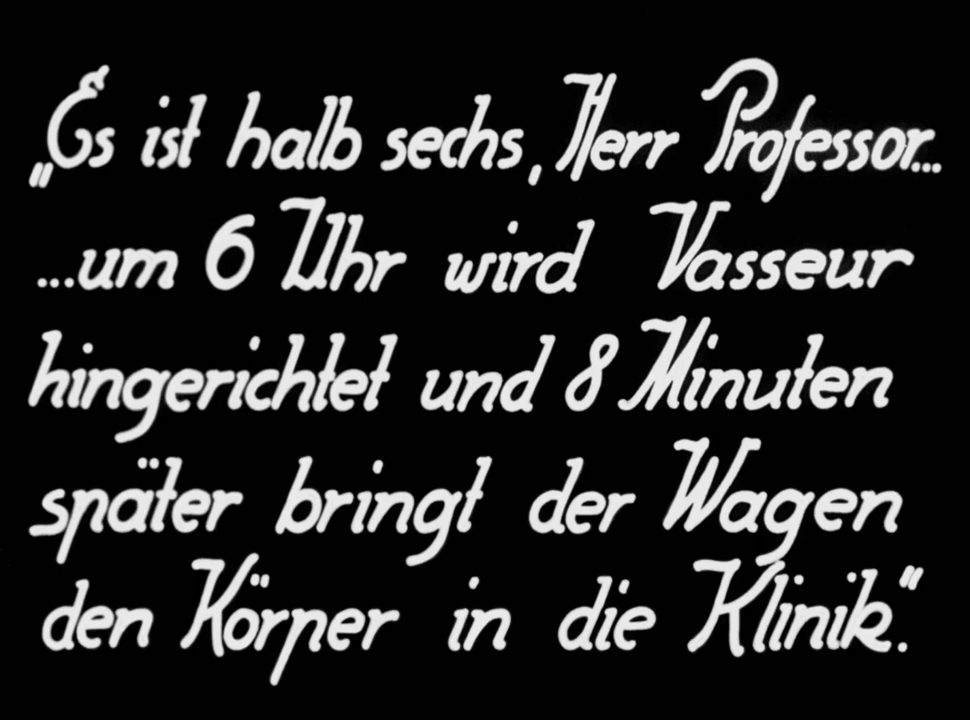 „Es ist halb sechs, Herr Professor...
...um 6 Uhr wird Vasseur
hingerichtet und 8 Minuten
später bringt der Wagen
den Körper in die Klinik.“